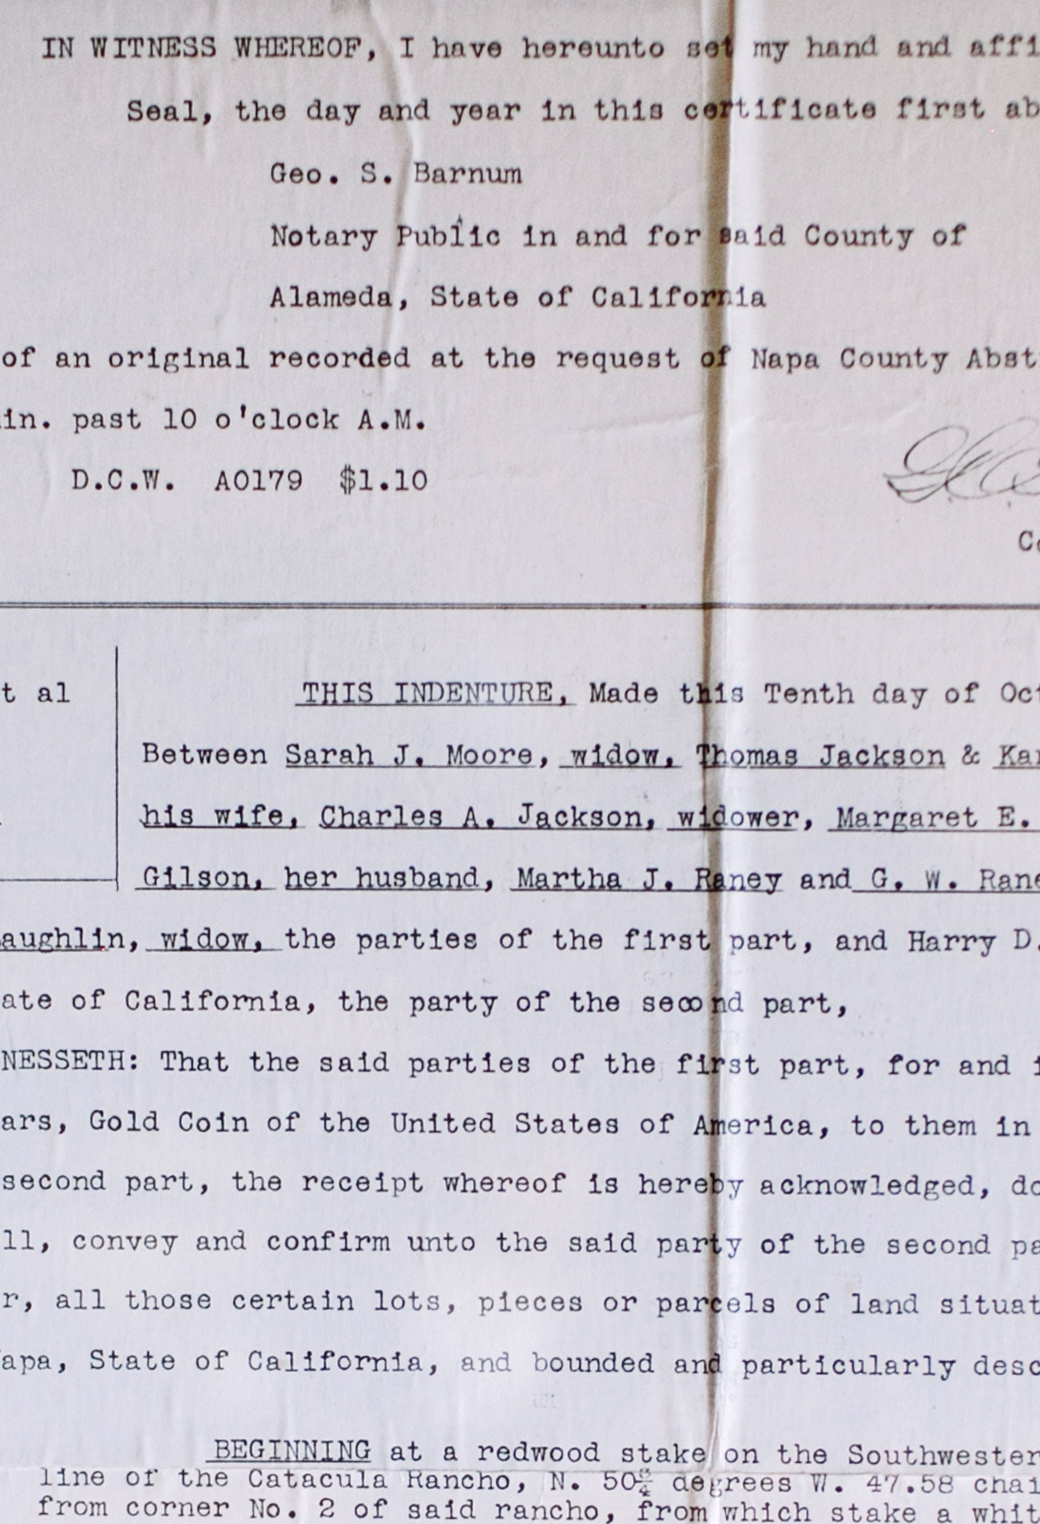 IN WITNESS WHEREOF, I have hereunto set my hand and affi
Seal, the day and year in this certificate first ab
Geo. S. Barnum
Notary Public in and for said County of
Alameda, State of California
of an original recorded at the request of Napa County Abst
in. past 10 o'clock A.M.
D.C.W. A0179 $1.10
Co
t al
THIS INDENTURE, Made this Tenth day of Oct
Between Sarah J. Moore, widow, Thomas Jackson & Kar
his wife, Charles A. Jackson, widower, Margaret E.
Gilson, her husband, Martha J. Raney and G. W. Rane
aughlin, widow, the parties of the first part, and Harry D.
ate of California, the party of the second part,
NESSETH: That the said parties of the first part, for and i
ars, Gold Coin of the United States of America, to them in
second part, the receipt whereof is hereby acknowledged, do
ll, convey and confirm unto the said party of the second pa
r, all those certain lots, pieces or parcels of land situat
apa, State of California, and bounded and particularly desc
BEGINNING at a redwood stake on the Southwester
line of the Catacula Rancho, N. 50 degrees W. 47.58 chai
from corner No. 2 of said rancho, from which stake a whit